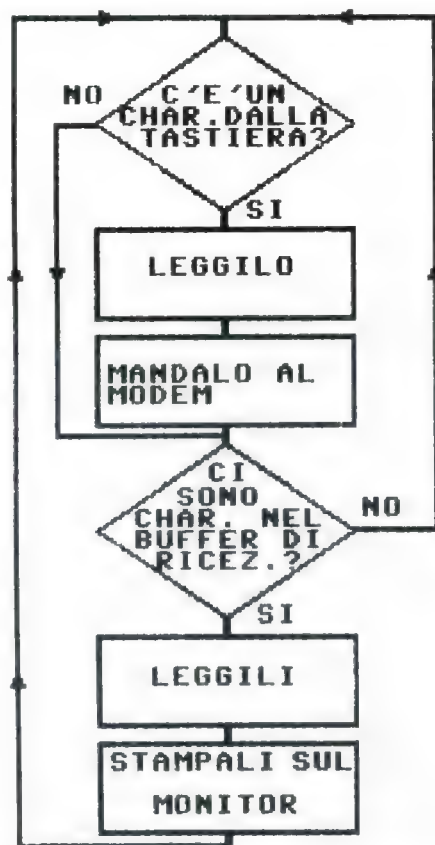 NO
C'E'UN
CHAR.DALLA
TASTIERA?
SI
LEGGILO
MANDALO AL
MODEM
CI
SONO
CHAR. NEL
BUFFER DI
RICEZ.?
NO
SI
LEGGILI
STAMPALI SUL
MONITOR